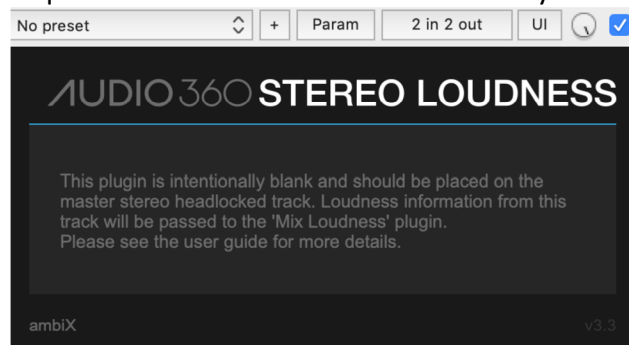 No preset + Param 2 in 2 out UI
AUDIO360 STEREO LOUDNESS
This plugin is intentionally blank and should be placed on the
master stereo headlocked track. Loudness information from this
track will be passed to the 'Mix Loudness' plugin.
Please see the user guide for more details.
ambiX v3.3